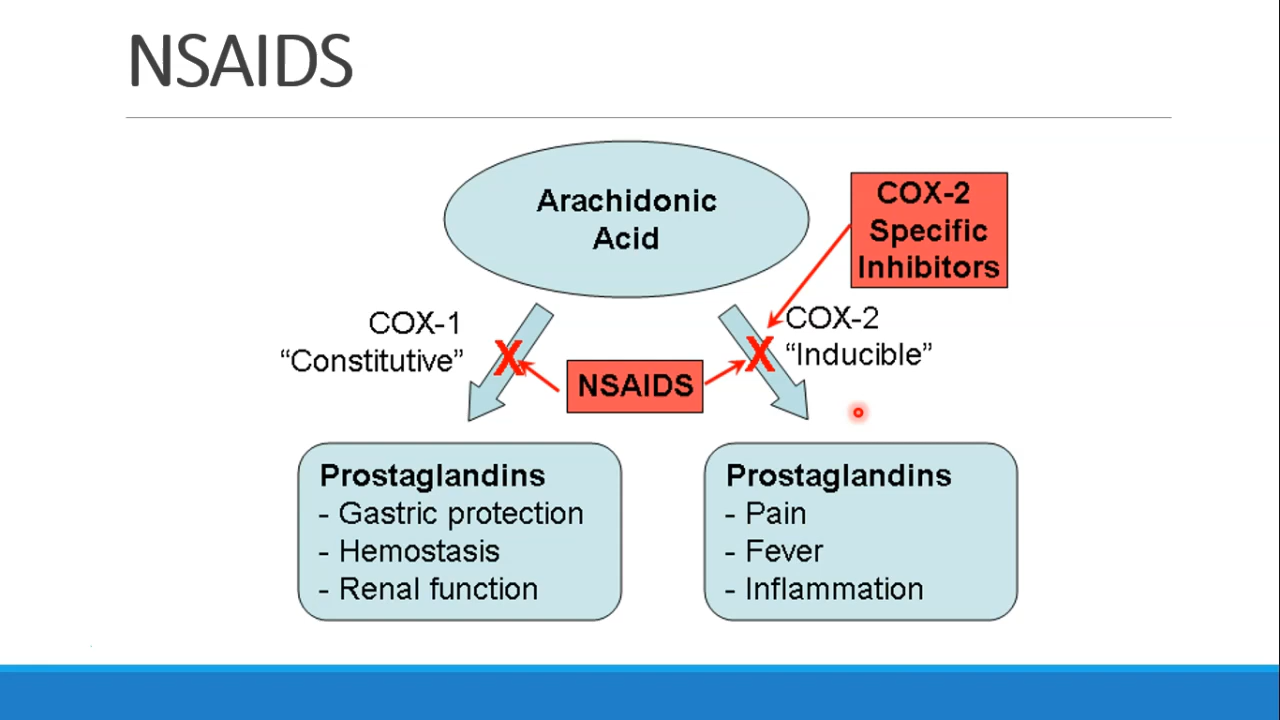 NSAIDS
Arachidonic
Acid
COX-2
Specific
Inhibitors
COX-1
“Constitutive”
COX-2
“Inducible”
NSAIDS
Prostaglandins
- Gastric protection
- Hemostasis
- Renal function
Prostaglandins
- Pain
- Fever
- Inflammation